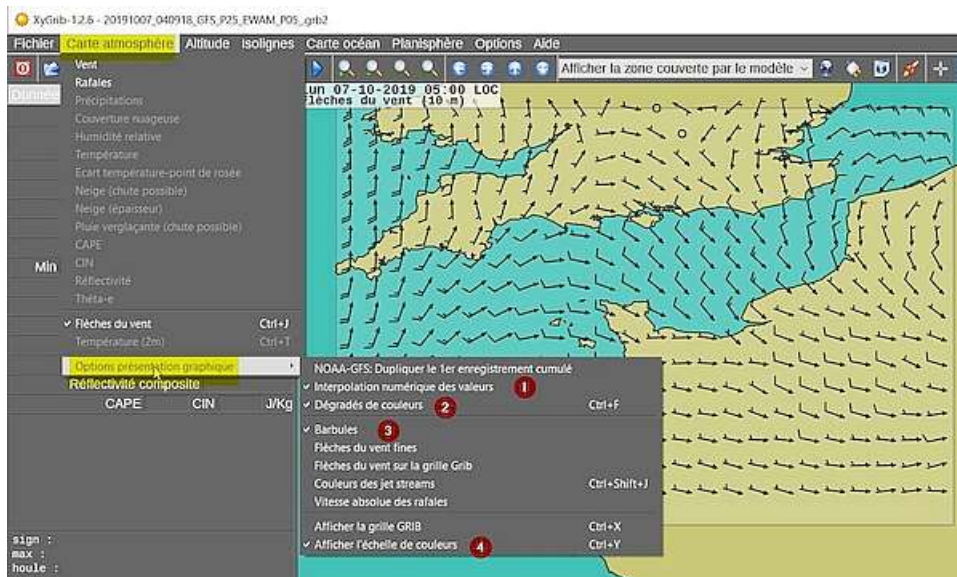 XyGrib-1.2.6 - 20191007_040918_GFS_P25_EWAM_P05_.grb2
Fichier Carte atmosphère Altitude Isolignes Carte océan Planisphère Options Aide
Afficher la zone couverte par le modèle
Vent
Rafales
Précipitations
Couverture nuageuse
Humidité relative
Température
Ecart température-point de rosée
Neige (chute possible)
Neige (épaisseur)
Pluie verglaçante (chute possible)
CAPE
CIN
Réflectivité
Thêta-e
Flèches du vent Ctrl+J
Température (2m) Ctrl+T
Options présentation graphique
Donnée
Min
Réflectivité composite
CAPE CIN J/Kg
sign :
max :
houle :
un 07-10-2019 05:00 LOC
flèches du vent (10 m)
NOAA-GFS: Dupliquer le 1er enregistrement cumulé
Interpolation numérique des valeurs 1
Dégradés de couleurs 2 Ctrl+F
Barbules 3
Flèches du vent fines
Flèches du vent sur la grille Grib
Couleurs des jet streams Ctrl+Shift+J
Vitesse absolue des rafales
Afficher la grille GRIB Ctrl+X
Afficher l'échelle de couleurs 4 Ctrl+Y